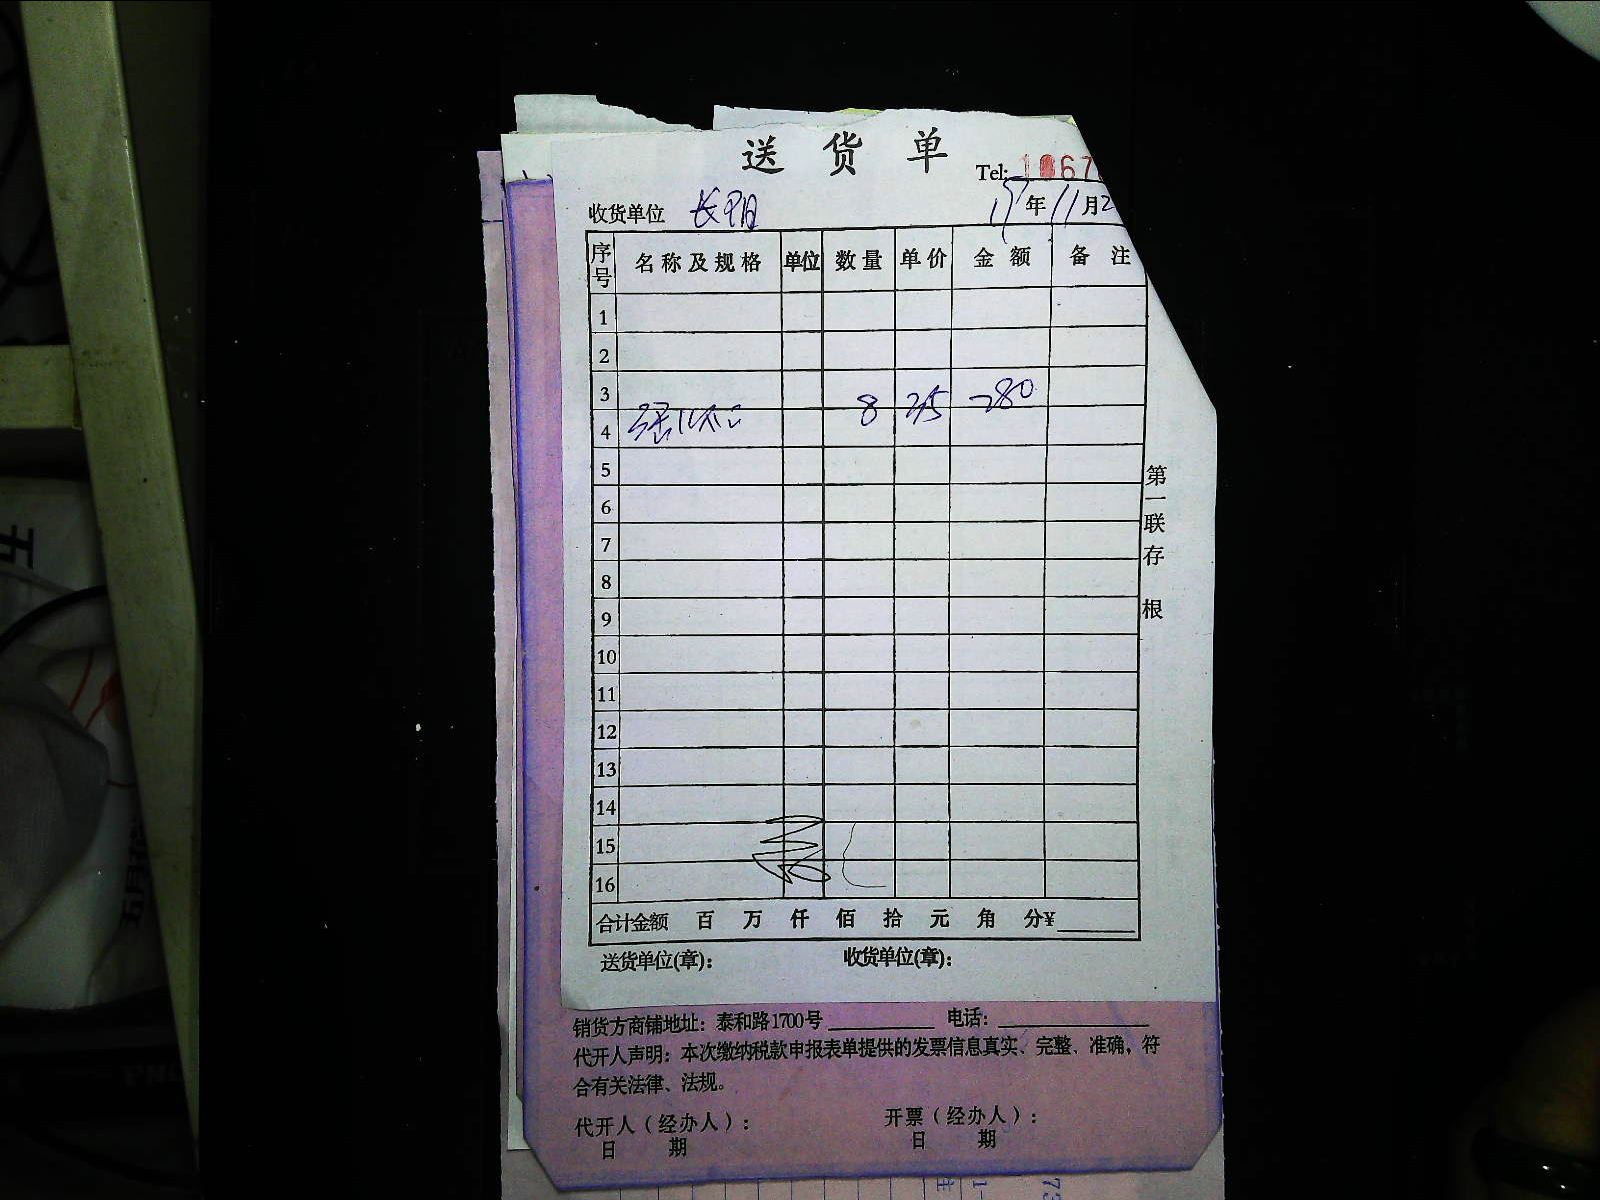 送货单
Tel:
收货单位 长阳 年11月2
序号 名称及规格 单位 数量 单价 金额 备注
1
2
3
4 8 35 280
5
6
7
8
9
10
11
12
13
14
15
16
合计金额 百 万 仟 佰 拾 元 角 分¥
送货单位(章): 收货单位(章):
第一联存根
销货方商铺地址：泰和路1700号 电话：
代开人声明：本次缴纳税款申报表单提供的发票信息真实、完整、准确，符
合有关法律、法规。
代开人（经办人）： 开票（经办人）：
日 期 日 期